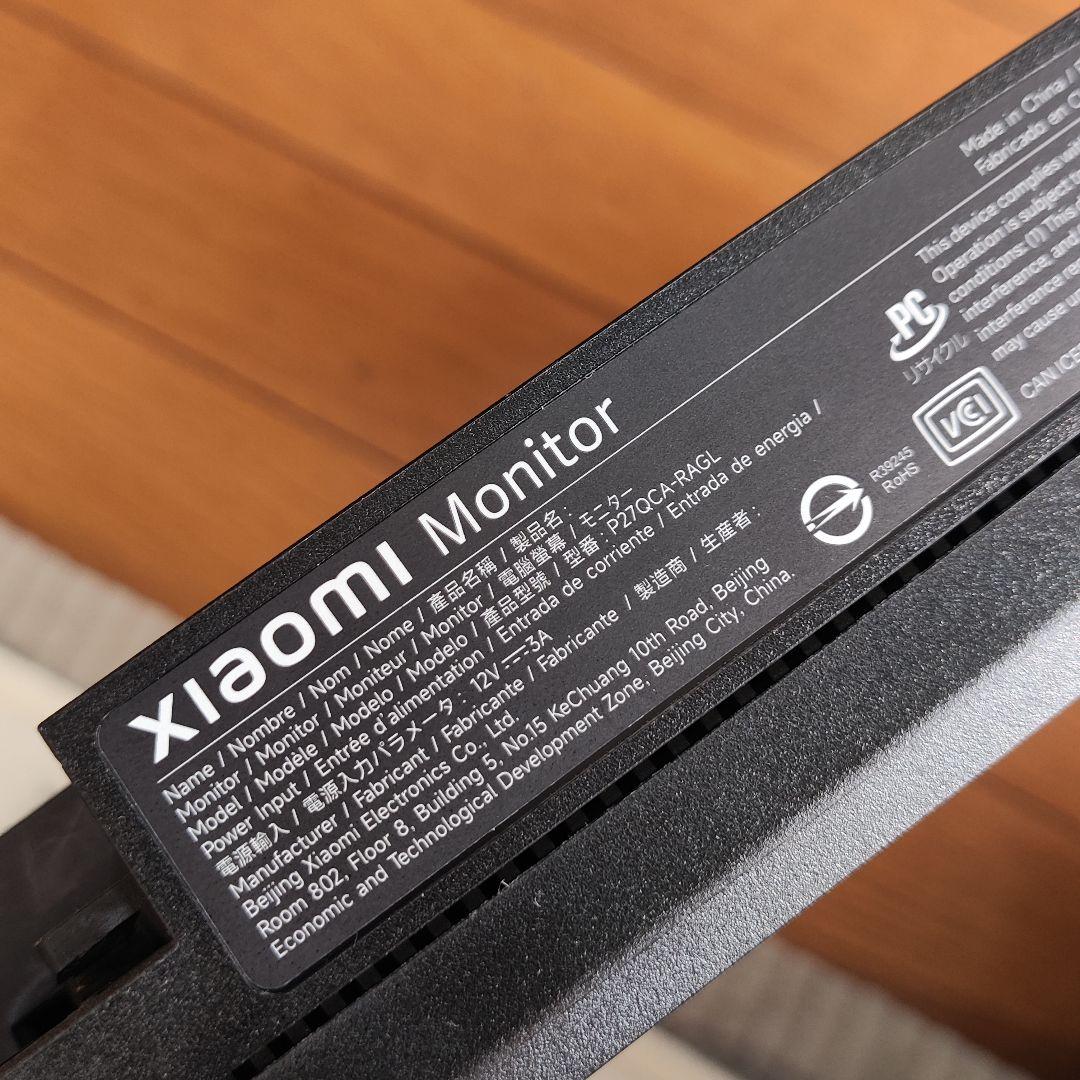 xiaomi Monitor
Name / Nombre / Nom / Nome / 產品名稱 / 製品名:
Monitor / Monitor / Moniteur / Monitor / 電腦螢幕 / モニター
Model / Modèle / Modelo / Modelo / 產品型號 / 型番: P27QCA-RAGL
Power Input / Entrée d'alimentation / Entrada de corriente / Entrada de energia /
電源輸入 / 電源入力パラメータ: 12V⎓3A
Manufacturer / Fabricant / Fabricante / Fabricante / 製造商 / 生産者:
Beijing Xiaomi Electronics Co., Ltd.
Room 802, Floor 8, Building 5, No.15 KeChuang 10th Road, Beijing
Economic and Technological Development Zone, Beijing City, China.
Made in China /
Fabricado en
This device complies
Operation is subject
conditions: (1) This
interference, and
interference
may cause
CAN ICE
PC
リサイクル
VCI
R39245
RoHS